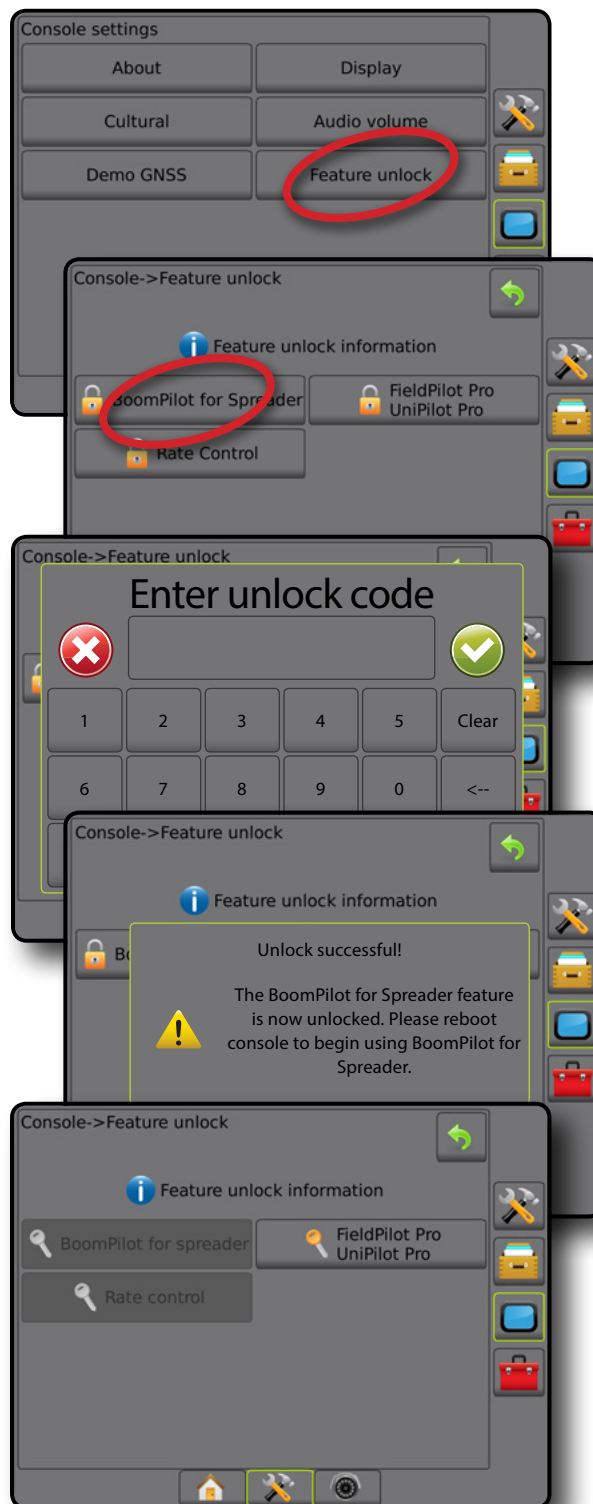 Console settings
About
Display
Cultural
Audio volume
Demo GNSS
Feature unlock
Console->Feature unlock
Feature unlock information
BoomPilot for Spreader
FieldPilot Pro
UniPilot Pro
Rate Control
Console->Feature unlock
Enter unlock code
1 2 3 4 5 Clear
6 7 8 9 0 <--
Console->Feature unlock
Feature unlock information
Unlock successful!
The BoomPilot for Spreader feature
is now unlocked. Please reboot
console to begin using BoomPilot for
Spreader.
Console->Feature unlock
Feature unlock information
BoomPilot for spreader
FieldPilot Pro
UniPilot Pro
Rate control